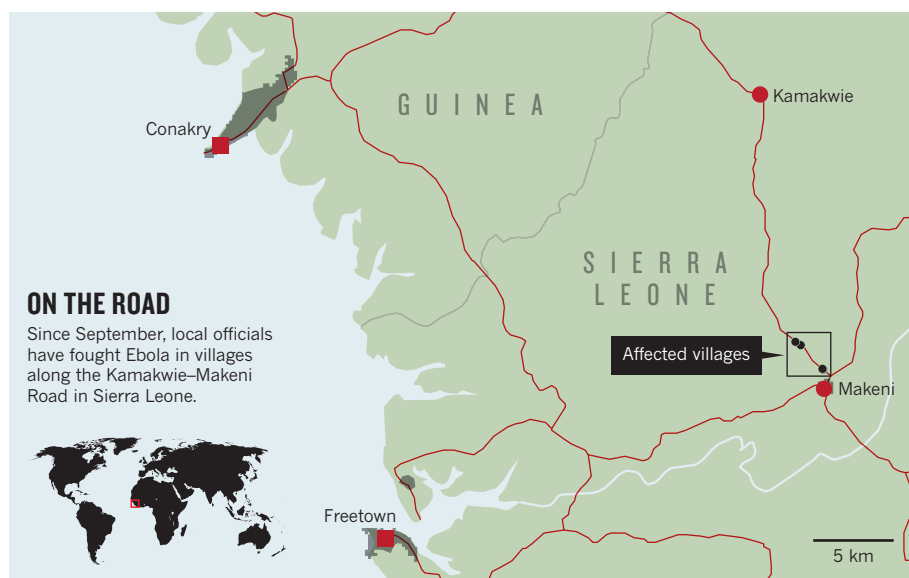 GUINEA
Kamakwie
Conakry
SIERRA
LEONE
ON THE ROAD
Since September, local officials
have fought Ebola in villages
along the Kamakwie–Makeni
Road in Sierra Leone.
Affected villages
Makeni
Freetown
5 km